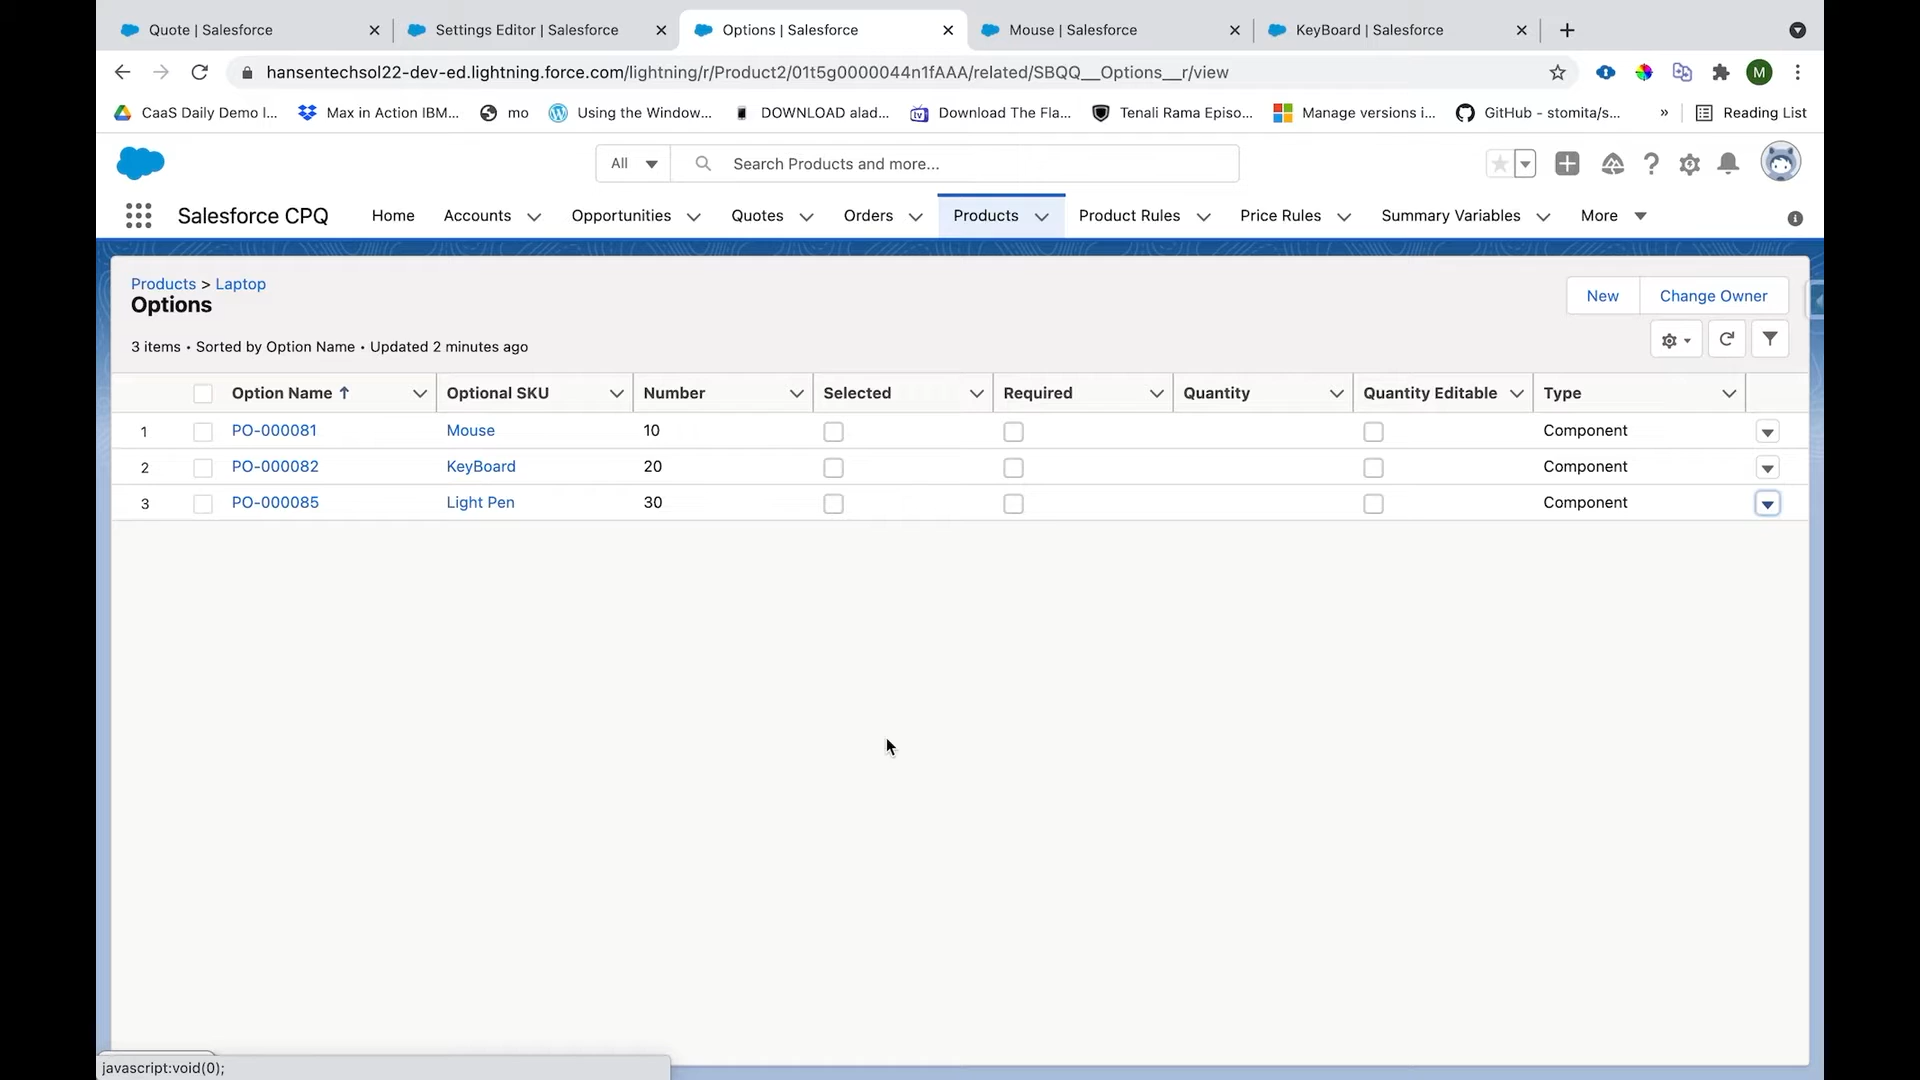 Quote | Salesforce
Settings Editor | Salesforce
Options | Salesforce
Mouse | Salesforce
KeyBoard | Salesforce
hansentechsol22-dev-ed.lightning.force.com/lightning/r/Product2/01t5g0000044n1fAAA/related/SBQQ__Options__r/view
M
CaaS Daily Demo I...
Max in Action IBM...
mo
Using the Window...
DOWNLOAD alad...
Download The Fla...
Tenali Rama Episo...
Manage versions i...
GitHub - stomita/s...
»
Reading List
All
Search Products and more...
Salesforce CPQ
Home
Accounts
Opportunities
Quotes
Orders
Products
Product Rules
Price Rules
Summary Variables
More
Products > Laptop
Options
New
Change Owner
3 items • Sorted by Option Name • Updated 2 minutes ago
Option Name ↑ Optional SKU Number Selected Required Quantity Quantity Editable Type
1 PO-000081 Mouse 10 Component
2 PO-000082 KeyBoard 20 Component
3 PO-000085 Light Pen 30 Component
javascript:void(0);